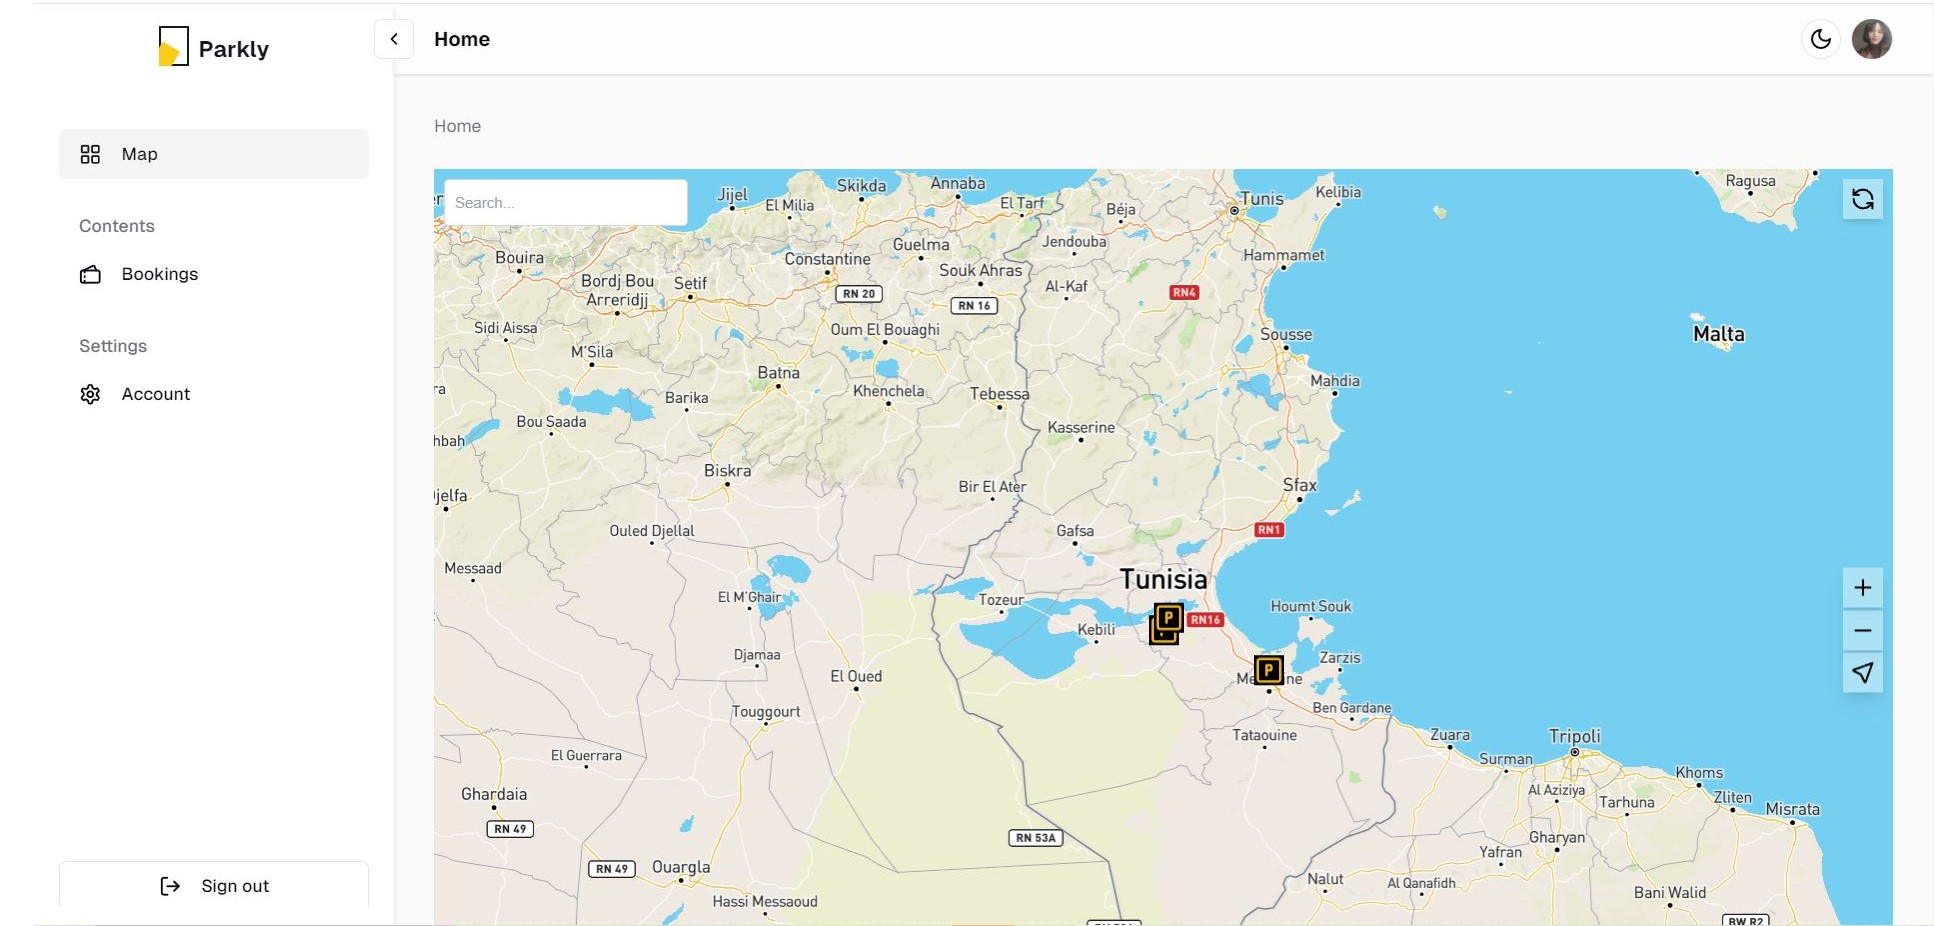 Parkly
Home
Map
Contents
Bookings
Settings
Account
Sign out
Home
Search...
Jijel
Skikda
Annaba
El Milia
El Tarf
Béja
Tunis
Kelibia
Ragusa
Bouira
Guelma
Jendouba
Hammamet
Constantine
Souk Ahras
Bordj Bou
Arreridjj
Setif
Al-Kaf
RN 20
RN 16
RN4
Sidi Aissa
Oum El Bouaghi
Sousse
Malta
M'Sila
Batna
Khenchela
Tebessa
Mahdia
Barika
Bou Saada
Kasserine
hbah
Biskra
Bir El Ater
Sfax
Jelfa
Ouled Djellal
Gafsa
RN1
Messaad
Tunisia
El M'Ghair
Tozeur
Houmt Souk
P
RN16
Kebili
Djamaa
Zarzis
El Oued
P
Me ne
Touggourt
Ben Gardane
Tataouine
Zuara
Tripoli
El Guerrara
Surman
Khoms
Ghardaia
Al Aziziya
Tarhuna
Zliten
Misrata
RN 49
RN 53A
Gharyan
RN 49
Ouargla
Yafran
Nalut
Al Qanafidh
Bani Walid
Hassi Messaoud
BW R2